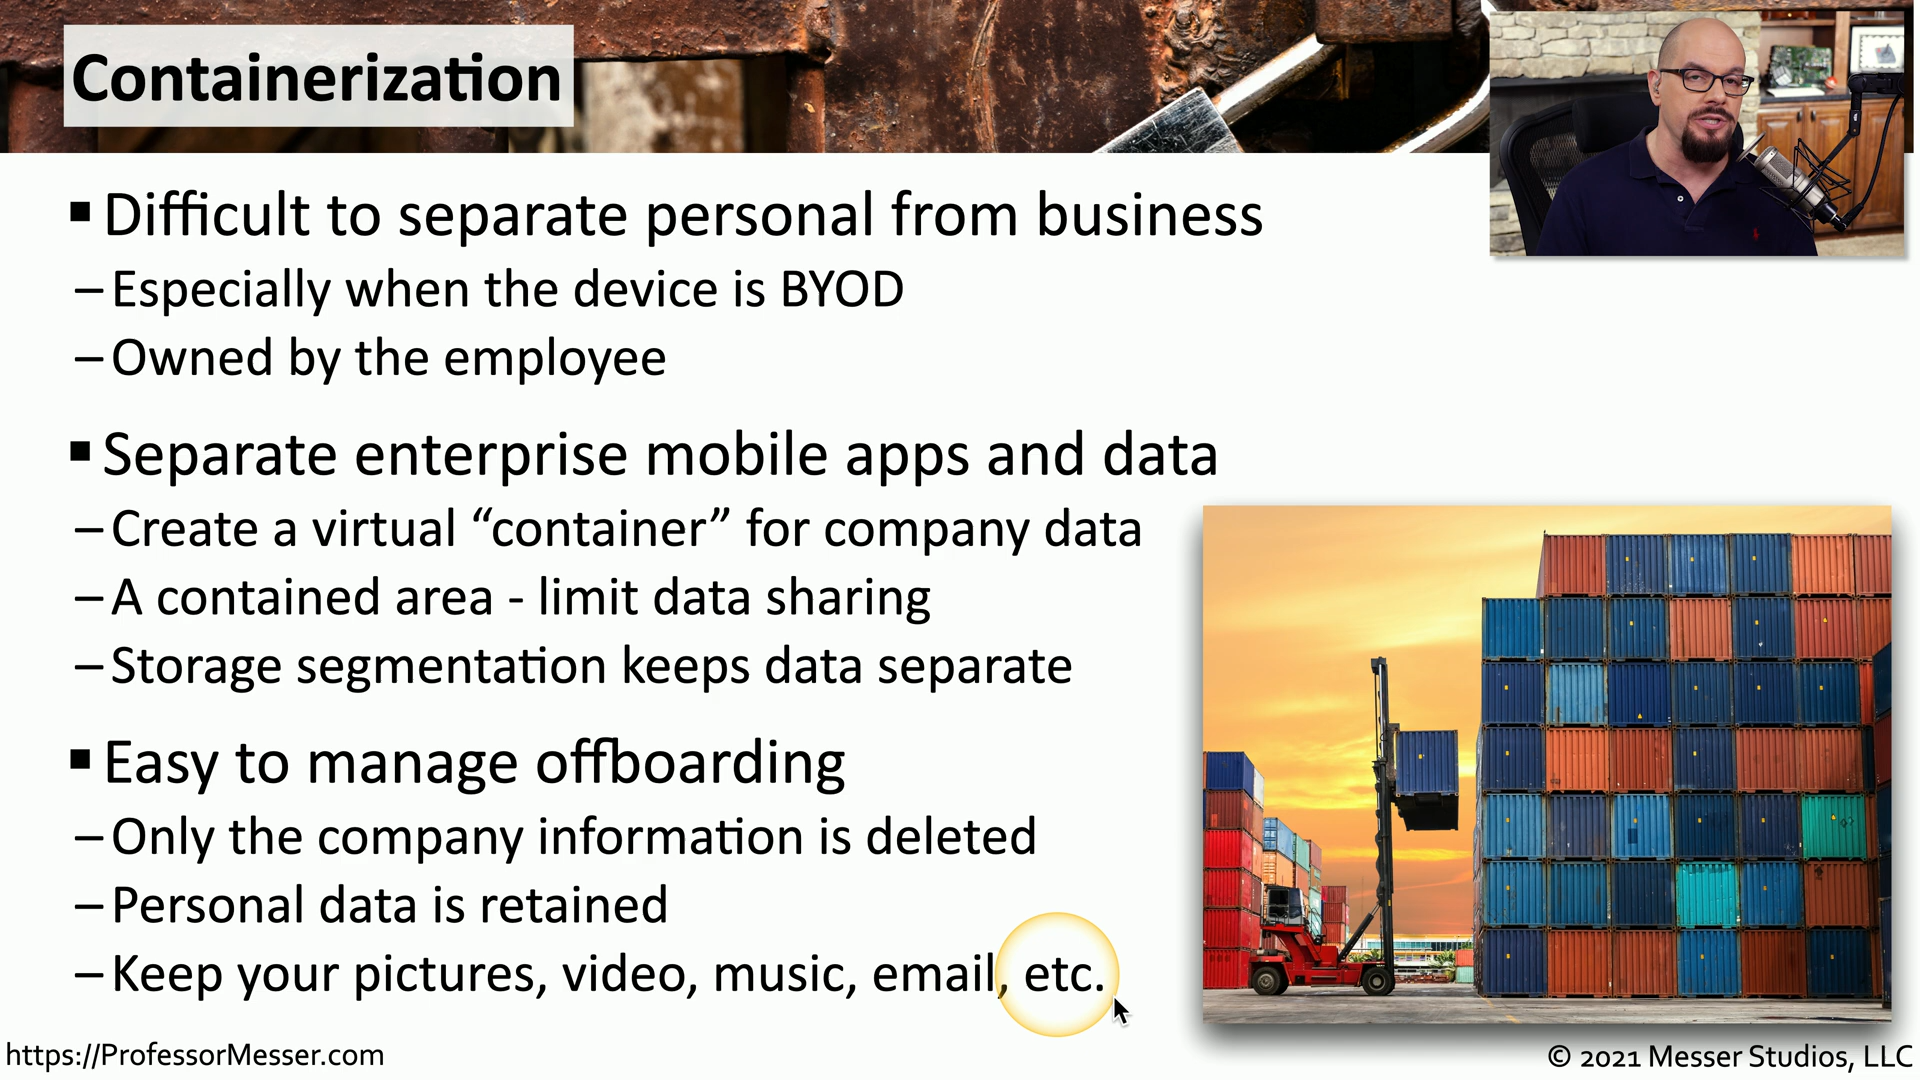 Containerization
▪ Difficult to separate personal from business
– Especially when the device is BYOD
– Owned by the employee
▪ Separate enterprise mobile apps and data
– Create a virtual “container” for company data
– A contained area - limit data sharing
– Storage segmentation keeps data separate
▪ Easy to manage offboarding
– Only the company information is deleted
– Personal data is retained
– Keep your pictures, video, music, email, etc.
https://ProfessorMesser.com
© 2021 Messer Studios, LLC